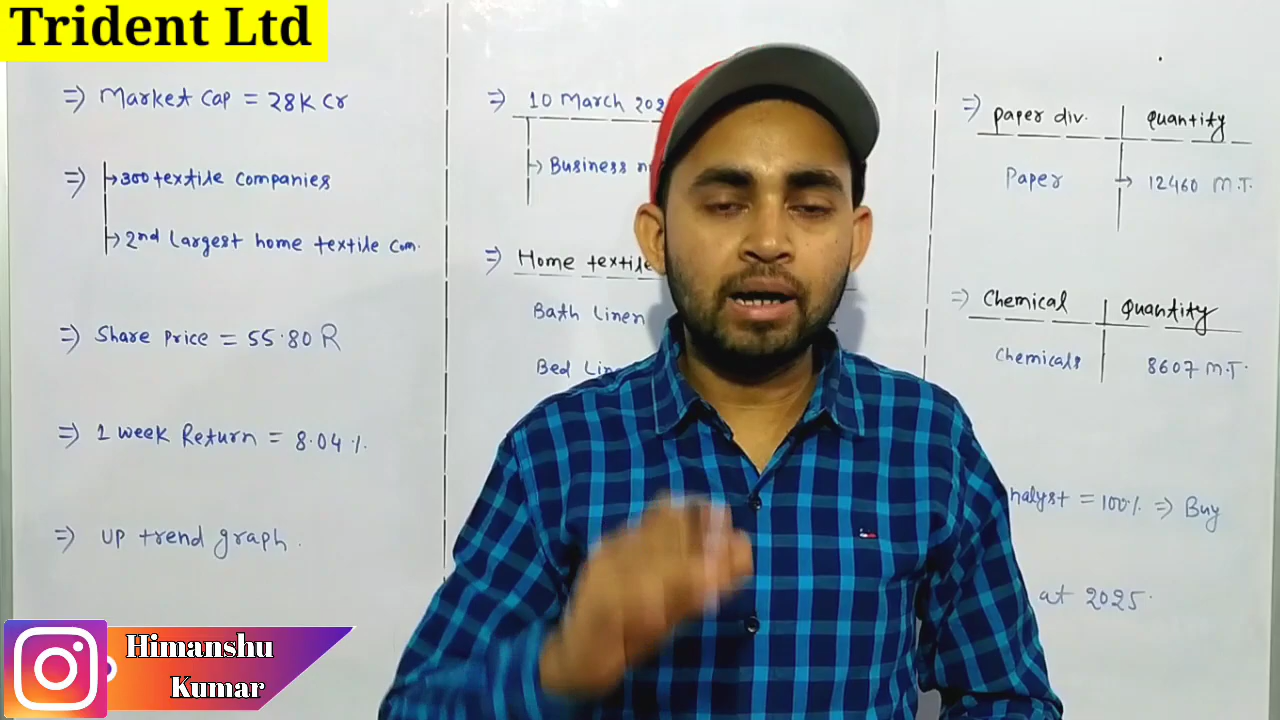 Trident Ltd
⇒ Market Cap = 28K Cr
⇒ 300 textile companies
2nd Largest home textile com.
⇒ Share Price = 55.80 R
⇒ 1 week Return = 8.04 %.
⇒ up trend graph.
⇒ 10 March
Business
⇒ Home textile
Bath Linen
Bed
⇒ paper div. Quantity
Paper → 12460 M.T.
⇒ Chemical Quantity
Chemicals 8607 M.T.
= 100% ⇒ Buy
at 2025.
Himanshu
Kumar